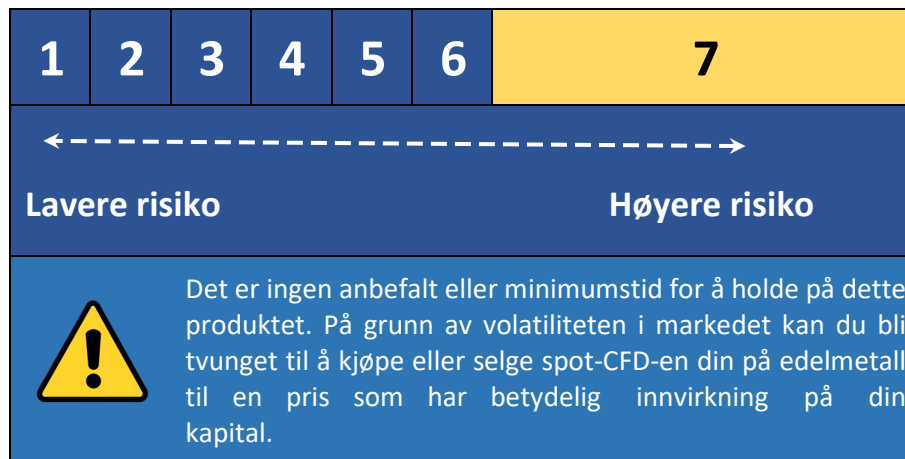 1 2 3 4 5 6 7
Lavere risiko Høyere risiko
Det er ingen anbefalt eller minimumstid for å holde på dette
produktet. På grunn av volatiliteten i markedet kan du bli
tvunget til å kjøpe eller selge spot-CFD-en din på edelmetall
til en pris som har betydelig innvirkning på din
kapital.